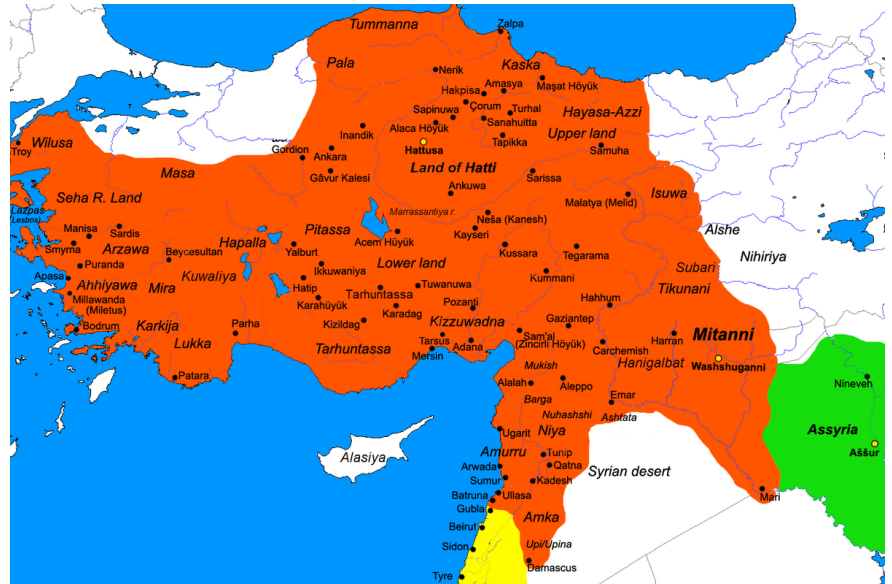 Tummanna
Zalpa
Pala
Kaska
Nerik
Amasya
Maşat Höyük
Hakpisa
Çorum
Sapinuwa
Turhal
Hayasa-Azzi
Alaca Höyük
Sanahuitta
Inandik
Upper land
Wilusa
Troy
Hattusa
Tapikka
Samuha
Gordion
Ankara
Masa
Gâvur Kalesi
Land of Hatti
Sarissa
Seha R. Land
Ankuwa
Malatya (Melid)
Isuwa
Lazpas
(Lesbos)
Marrassantiya r.
Neša (Kanesh)
Manisa
Sardis
Pitassa
Acem Hüyük
Kayseri
Alshe
Smyrna
Arzawa
Hapalla
Yalburt
Kussara
Tegarama
Nihiriya
Beycesultan
Puranda
Ikkuwaniya
Lower land
Kummani
Subari
Apasa
Kuwaliya
Hatip
Tuwanuwa
Tikunani
Ahhiyawa
Mira
Tarhuntassa
Millawanda
(Miletus)
Karahüyük
Karadag
Pozanti
Hahhum
Bodrum
Karkija
Parha
Kizildag
Kizzuwadna
Gaziantep
Mitanni
Lukka
Tarhuntassa
Tarsus
Adana
Sam'al
(Zincirli Höyük)
Harran
Mersin
Carchemish
Washshuganni
Patara
Mukish
Hanigalbat
Nineveh
Alalah
Aleppo
Barga
Emar
Nuhashshi
Ashtata
Ugarit
Niya
Assyria
Alasiya
Amurru
Tunip
Aššur
Arwada
Qatna
Syrian desert
Sumur
Kadesh
Batruna
Ullasa
Mari
Gubla
Amka
Beirut
Sidon
Upi/Upina
Damascus
Tyre